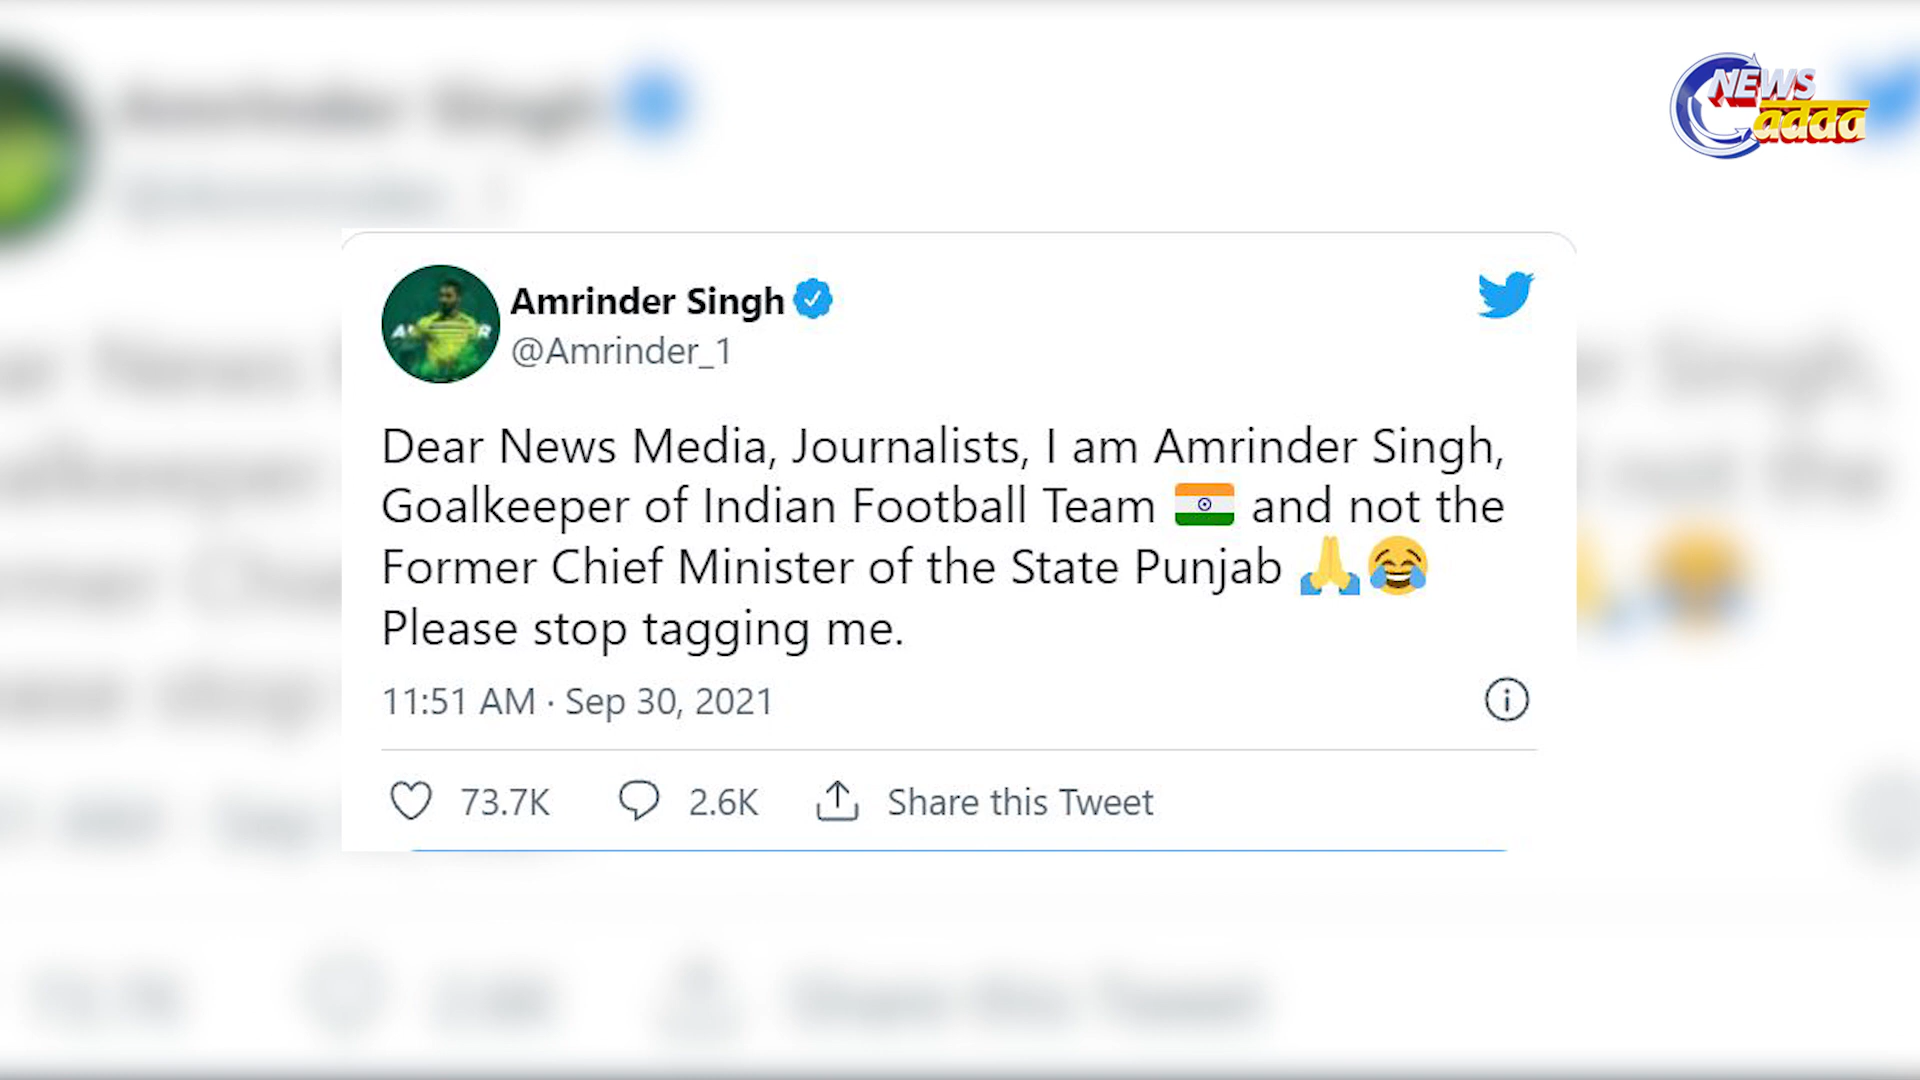 NEWS
adda
Amrinder Singh
@Amrinder_1
Dear News Media, Journalists, I am Amrinder Singh,
Goalkeeper of Indian Football Team 🇮🇳 and not the
Former Chief Minister of the State Punjab 🙏😂
Please stop tagging me.
11:51 AM · Sep 30, 2021
73.7K 2.6K Share this Tweet